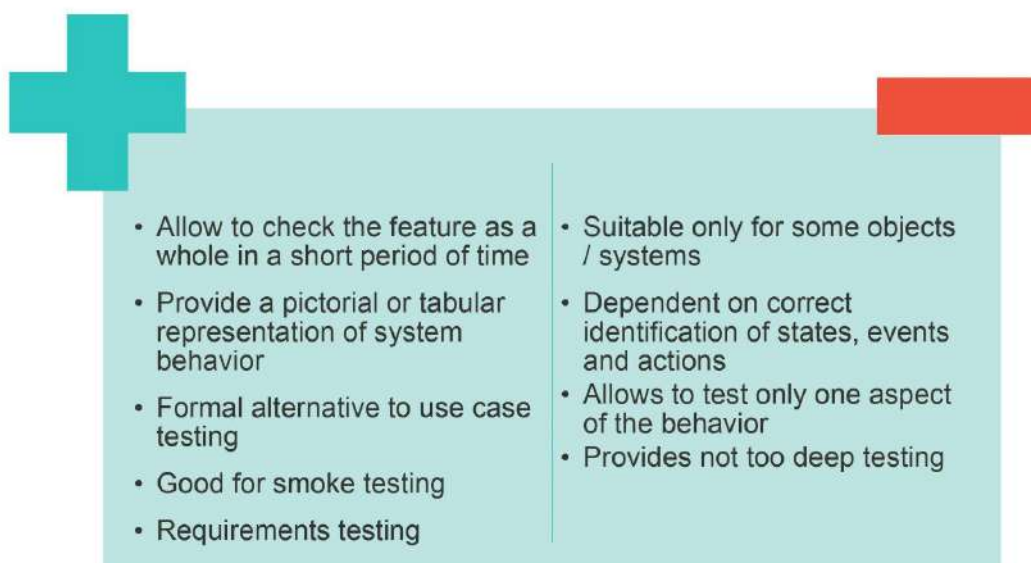 • Allow to check the feature as a
whole in a short period of time
• Provide a pictorial or tabular
representation of system
behavior
• Formal alternative to use case
testing
• Good for smoke testing
• Requirements testing
• Suitable only for some objects
/ systems
• Dependent on correct
identification of states, events
and actions
• Allows to test only one aspect
of the behavior
• Provides not too deep testing